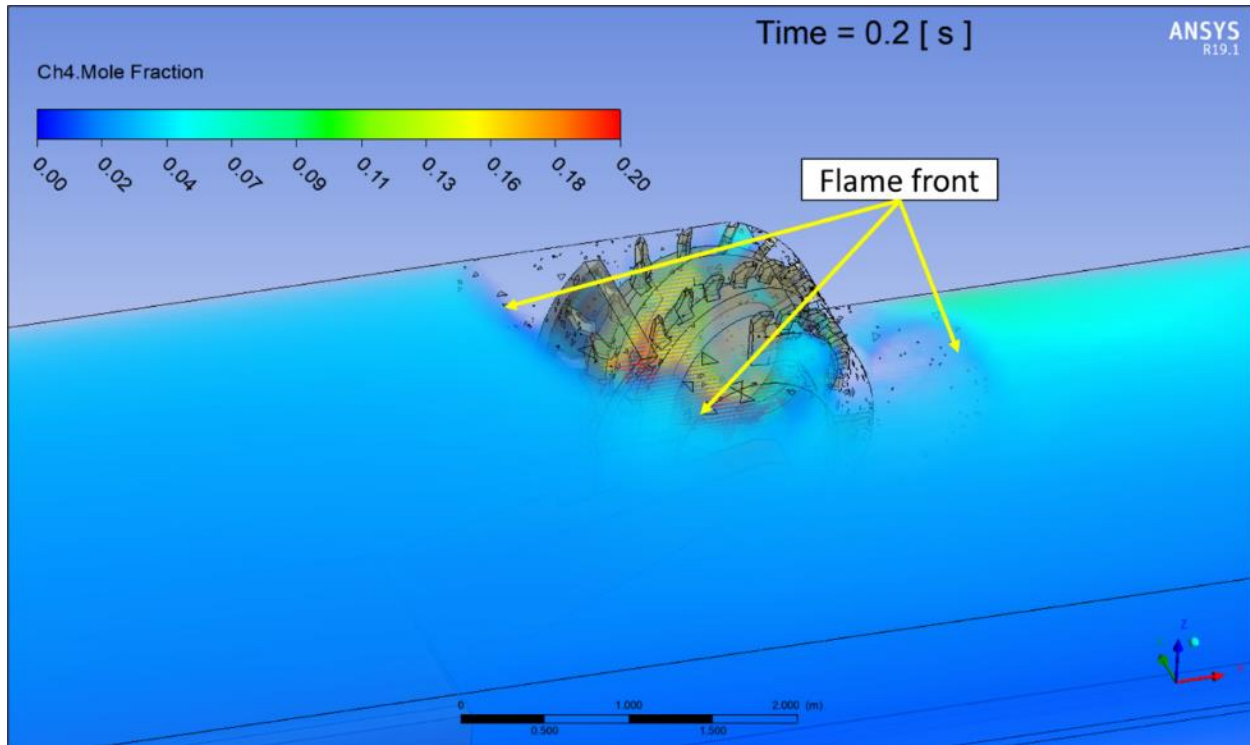 Time = 0.2 [ s ]
ANSYS
R19.1
Ch4.Mole Fraction
0.00 0.02 0.04 0.07 0.09 0.11 0.13 0.16 0.18 0.20
Flame front
Z
0 1.000 2.000 (m)
0.500 1.500